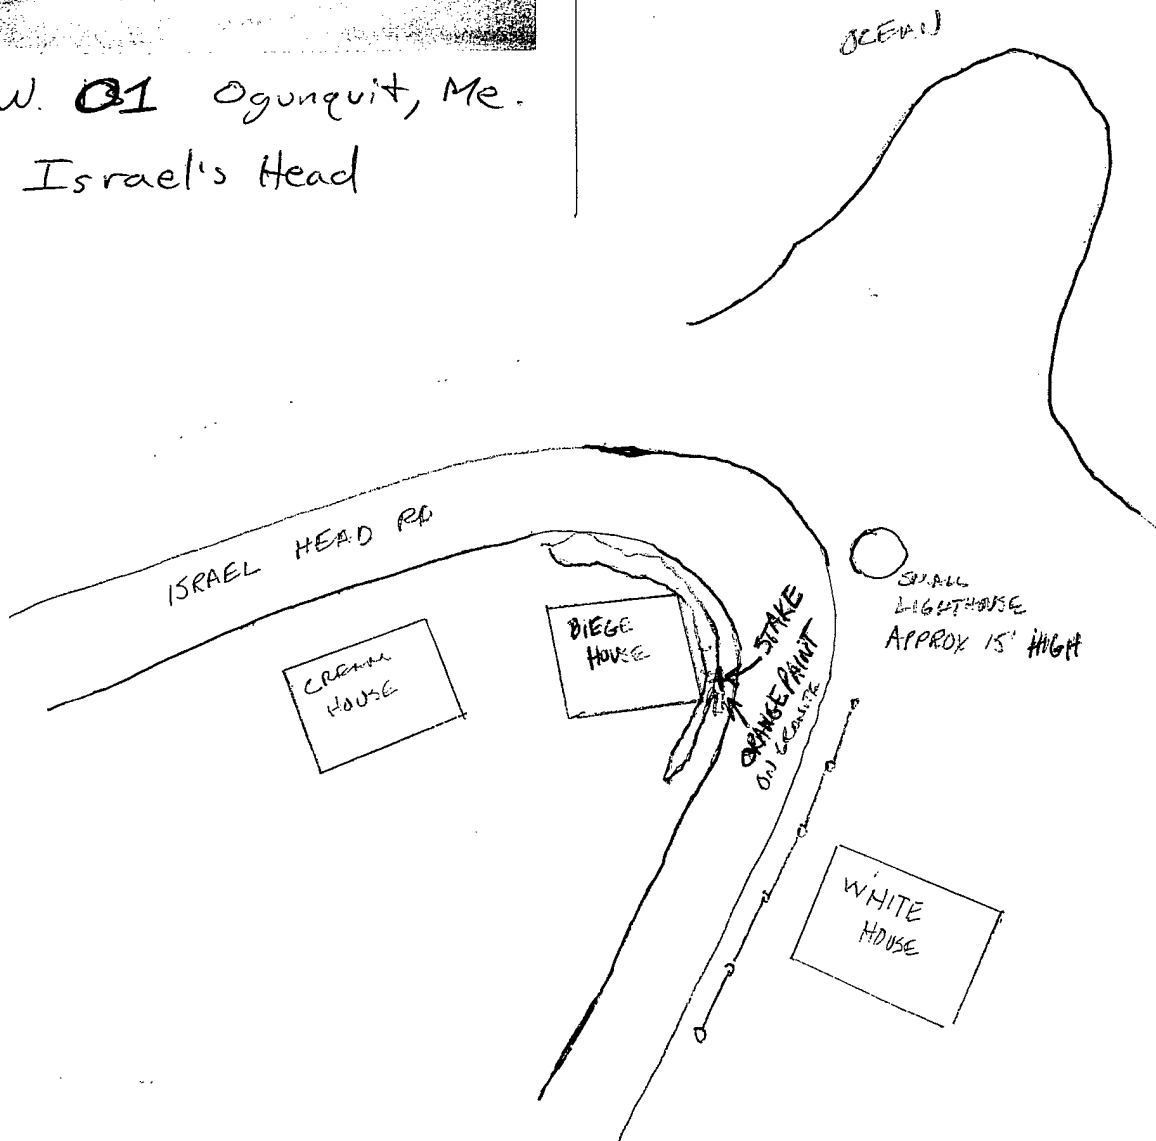 W. 01 Ogunquit, Me.
Israel's Head
OCEAN
ISRAEL HEAD RD
SMALL
LIGHTHOUSE
APPROX 15' HIGH
BIEGE
HOUSE
STAKE
ORANGE PAINT
ON GRANITE
CREAM
HOUSE
WHITE
HOUSE